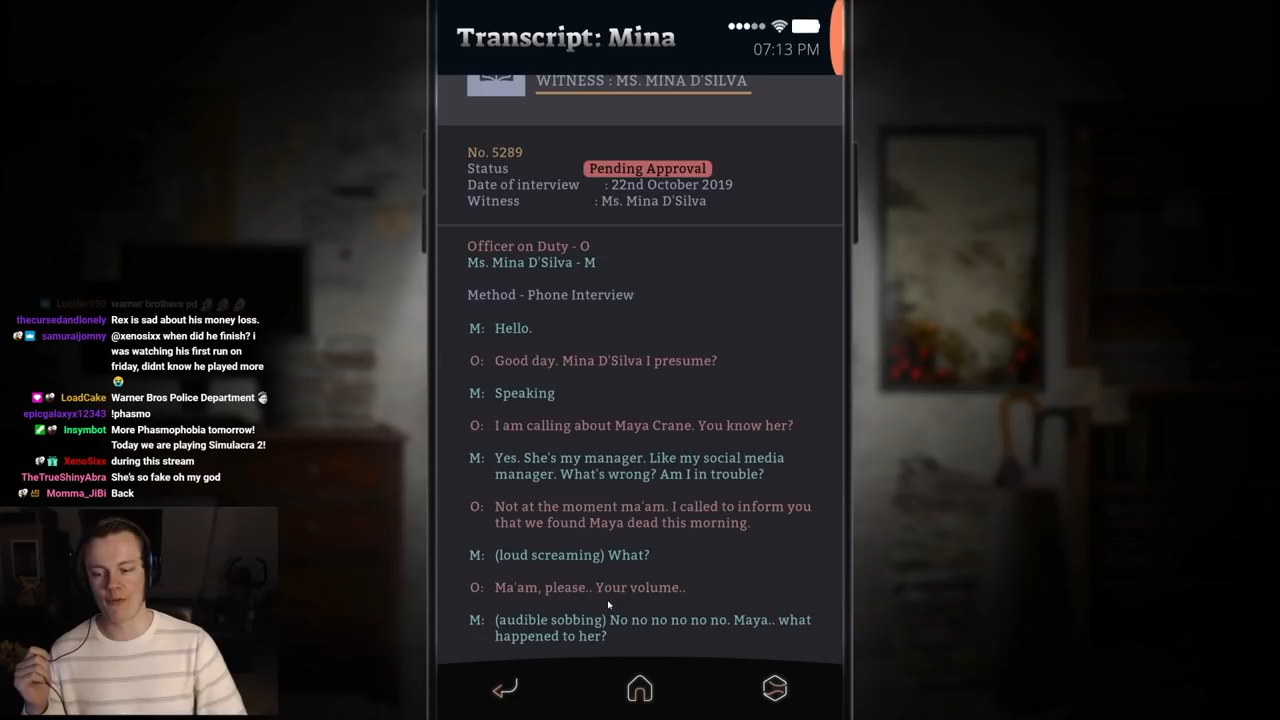 Transcript: Mina
07:13 PM
WITNESS : MS. MINA D'SILVA
No. 5289
Status Pending Approval
Date of interview : 22nd October 2019
Witness : Ms. Mina D'Silva
Officer on Duty - O
Ms. Mina D'Silva - M
Method - Phone Interview
M: Hello.
O: Good day. Mina D'Silva I presume?
M: Speaking
O: I am calling about Maya Crane. You know her?
M: Yes. She's my manager. Like my social media
manager. What's wrong? Am I in trouble?
O: Not at the moment ma'am. I called to inform you
that we found Maya dead this morning.
M: (loud screaming) What?
O: Ma'am, please.. Your volume..
M: (audible sobbing) No no no no no no. Maya.. what
happened to her?
warner brothers pd
thecursedandlonely Rex is sad about his money loss.
samuraijomny @xenosixx when did he finish? i
was watching his first run on
friday, didnt know he played more
LoadCake Warner Bros Police Department
epicgalaxyx12343 !phasmo
Insymbot More Phasmophobia tomorrow!
Today we are playing Simulacra 2!
XenoSixx during this stream
TheTrueShinyAbra She's so fake oh my god
Momma_JiBi Back